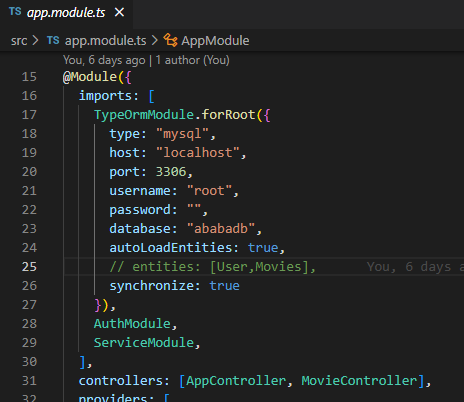 TS app.module.ts ×
src > TS app.module.ts > AppModule
You, 6 days ago | 1 author (You)
15 @Module({
16 imports: [
17 TypeOrmModule.forRoot({
18 type: "mysql",
19 host: "localhost",
20 port: 3306,
21 username: "root",
22 password: "",
23 database: "ababadb",
24 autoLoadEntities: true,
25 // entities: [User,Movies], You, 6 days a
26 synchronize: true
27 }),
28 AuthModule,
29 ServiceModule,
30 ],
31 controllers: [AppController, MovieController],
32 providers: [